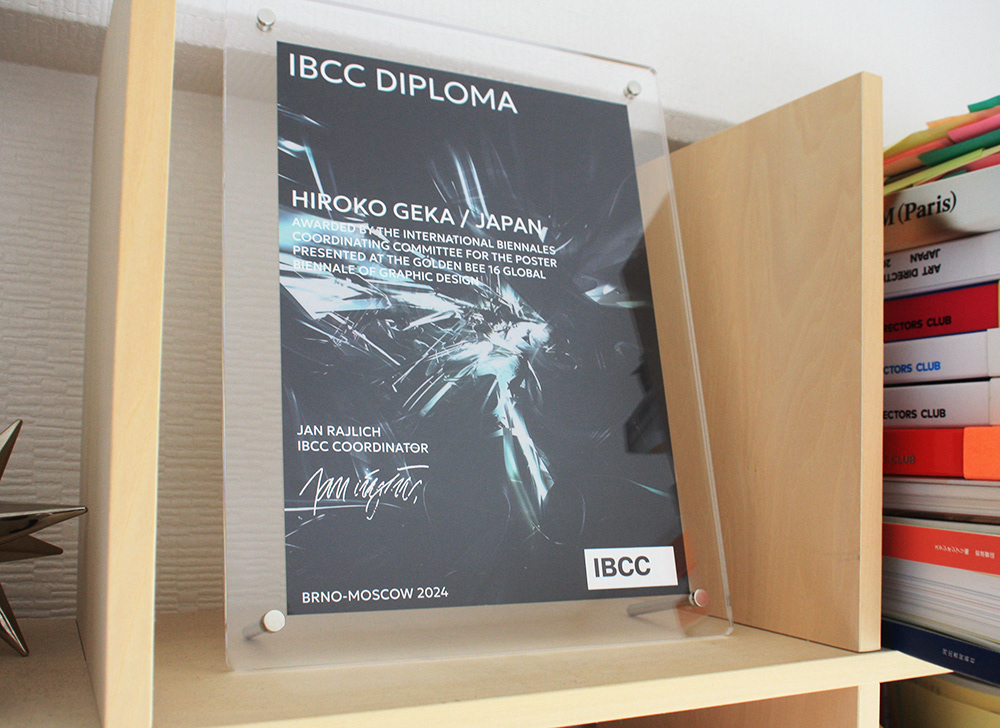 IBCC DIPLOMA
HIROKO GEKA / JAPAN
AWARDED BY THE INTERNATIONAL BIENNALES
COORDINATING COMMITTEE FOR THE POSTER
PRESENTED AT THE GOLDEN BEE 16 GLOBAL
BIENNALE OF GRAPHIC DESIGN
JAN RAJLICH
IBCC COORDINATOR
BRNO-MOSCOW 2024
IBCC
M (Paris)
ART DIRECT
JAPAN
20
RECTORS CLUB
ECTORS CLUB
ECTORS CLUB
CLUB